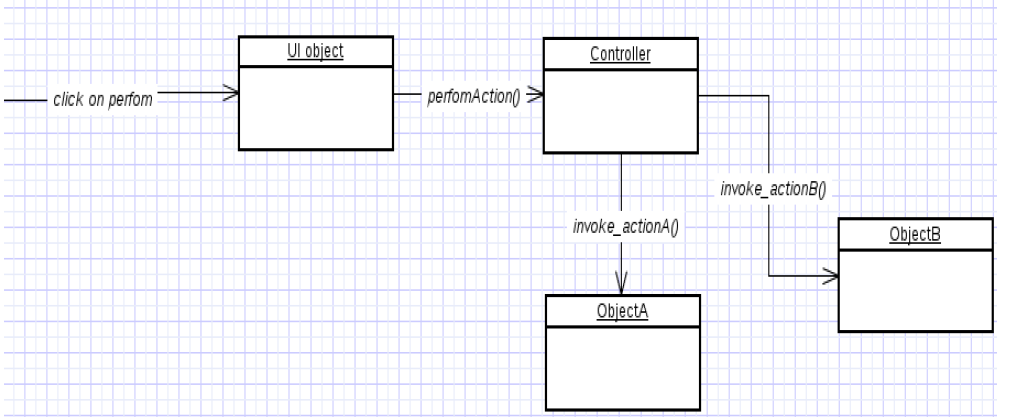 UI object
Controller
click on perfom
perfomAction()
invoke_actionB()
invoke_actionA()
ObjectB
ObjectA